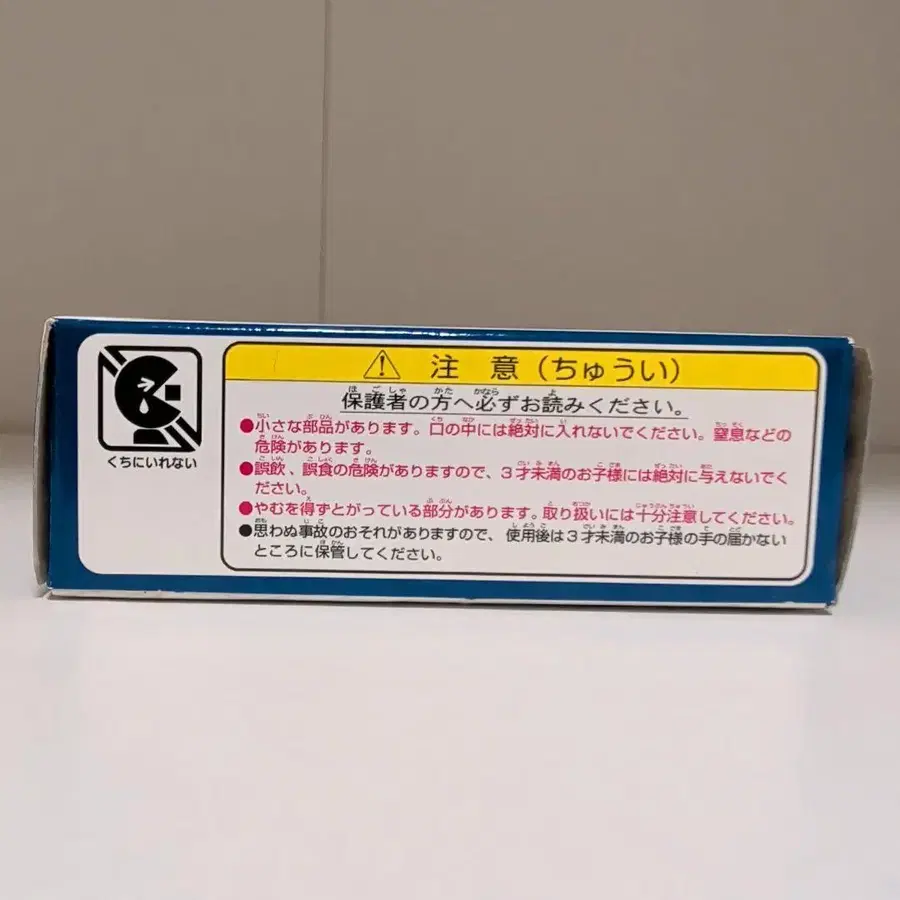 注意(ちゅうい)
保護者の方へ必ずお読みください。
●小さな部品があります。口の中には絶対に入れないでください。窒息などの
危険があります。
●誤飲、誤食の危険がありますので、3才未満のお子様には絶対に与えないでく
ださい。
●やむを得ずとがっている部分があります。取り扱いには十分注意してください。
●思わぬ事故のおそれがありますので、使用後は3才未満のお子様の手の届かない
ところに保管してください。
くちにいれない